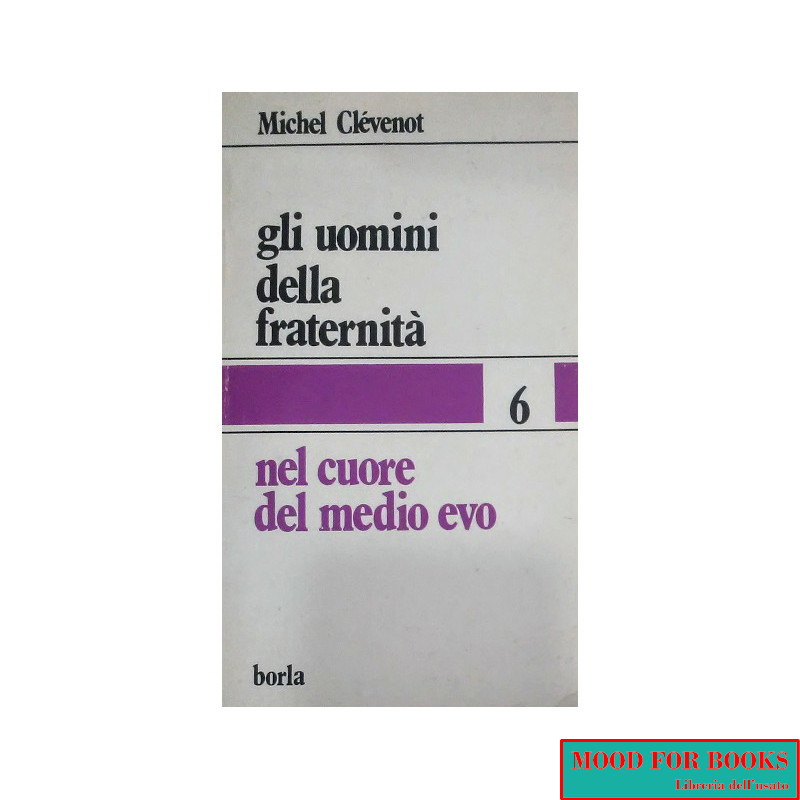 Michel Clévenot
gli uomini
della
fraternità
6
nel cuore
del medio evo
borla
MOOD FOR BOOKS
Libreria dell'usato